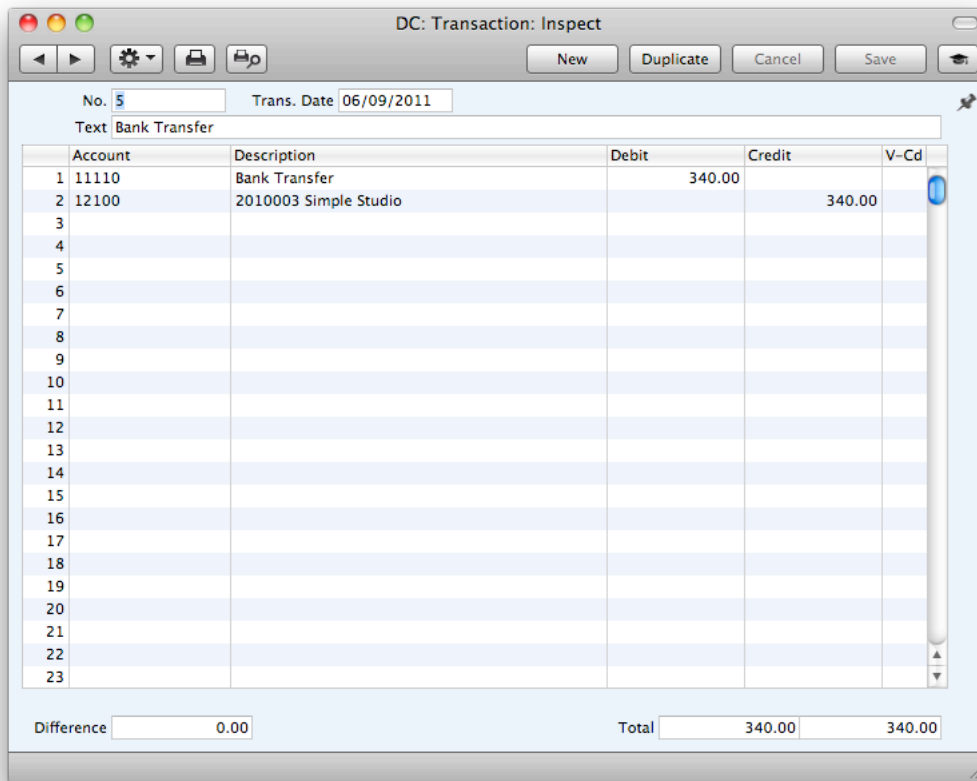 DC: Transaction: Inspect
New Duplicate Cancel Save
No. 5 Trans. Date 06/09/2011
Text Bank Transfer
Account Description Debit Credit V-Cd
1 11110 Bank Transfer 340.00
2 12100 2010003 Simple Studio 340.00
3
4
5
6
7
8
9
10
11
12
13
14
15
16
17
18
19
20
21
22
23
Difference 0.00 Total 340.00 340.00